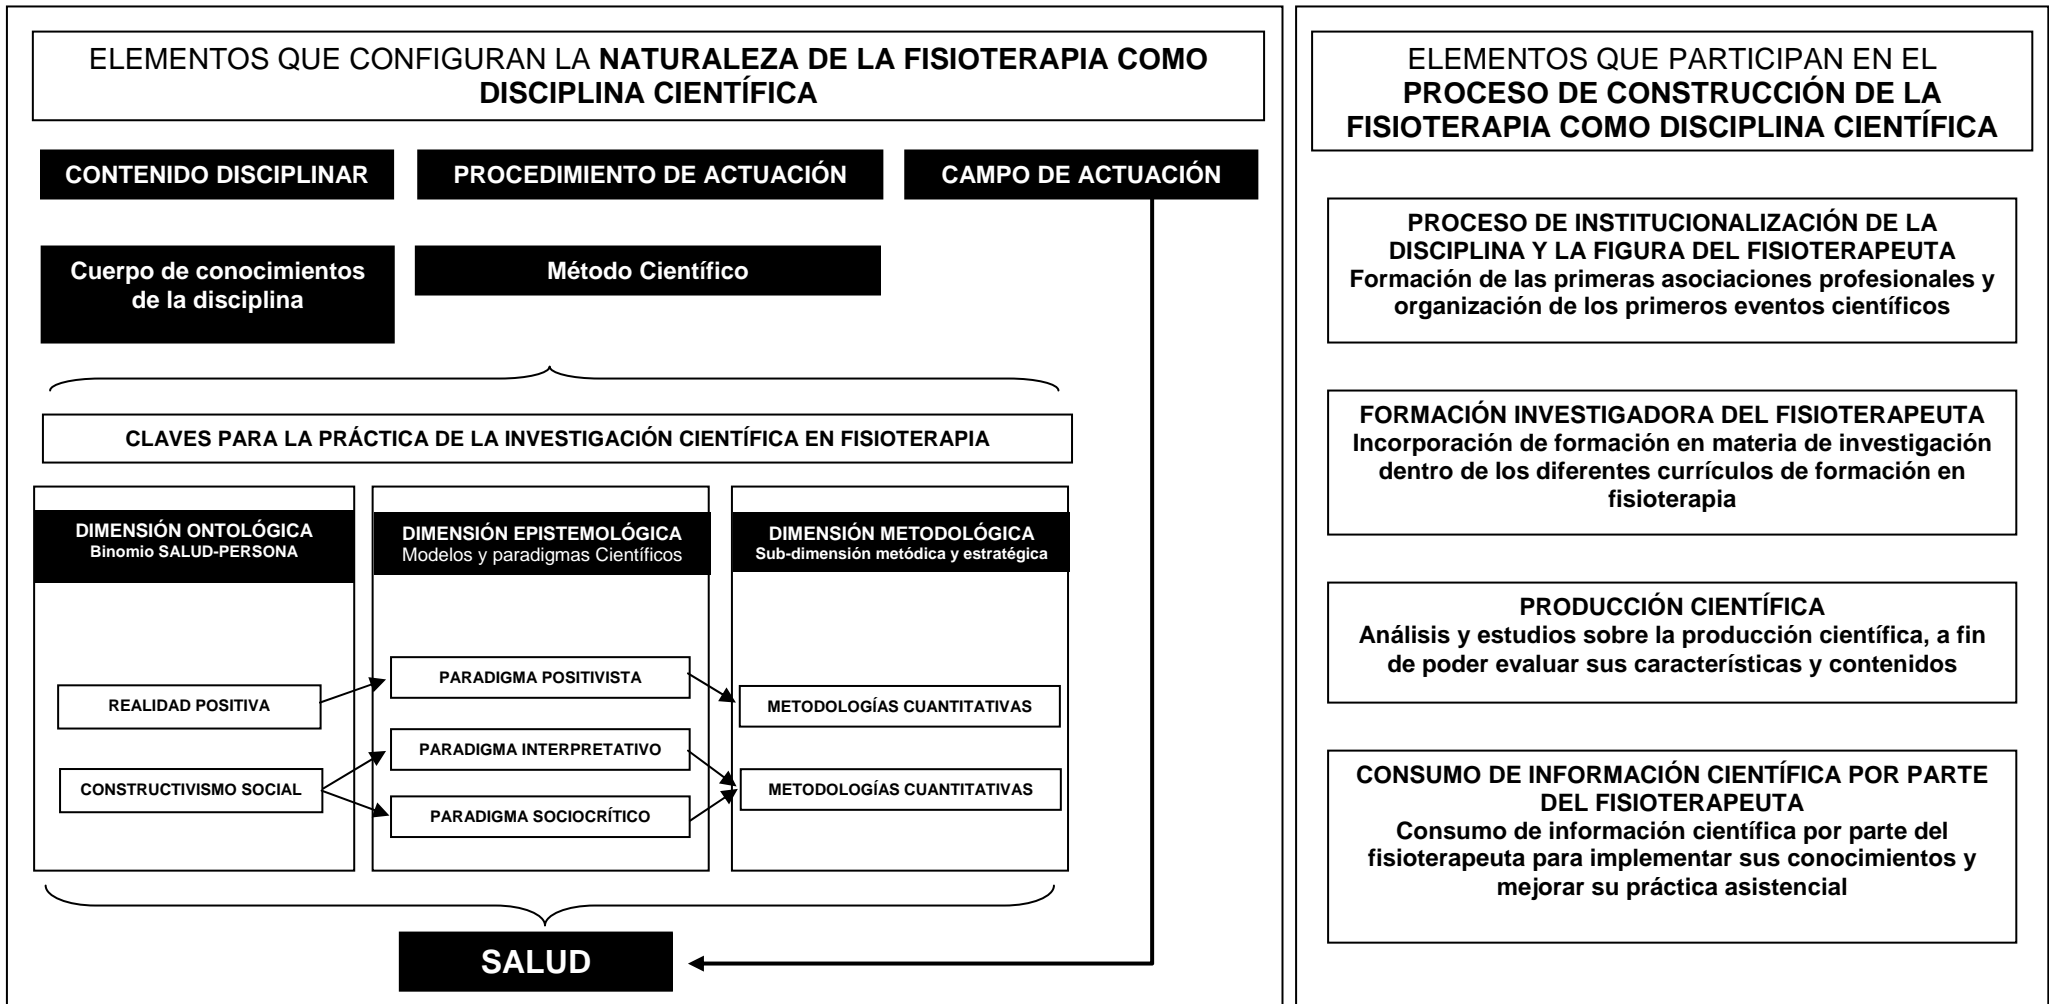 ELEMENTOS QUE CONFIGURAN LA NATURALEZA DE LA FISIOTERAPIA COMO
DISCIPLINA CIENTÍFICA
CONTENIDO DISCIPLINAR
PROCEDIMIENTO DE ACTUACIÓN
CAMPO DE ACTUACIÓN
Cuerpo de conocimientos
de la disciplina
Método Científico
CLAVES PARA LA PRÁCTICA DE LA INVESTIGACIÓN CIENTÍFICA EN FISIOTERAPIA
DIMENSIÓN ONTOLÓGICA
Binomio SALUD-PERSONA
REALIDAD POSITIVA
CONSTRUCTIVISMO SOCIAL
DIMENSIÓN EPISTEMOLÓGICA
Modelos y paradigmas Científicos
PARADIGMA POSITIVISTA
PARADIGMA INTERPRETATIVO
PARADIGMA SOCIOCRÍTICO
DIMENSIÓN METODOLÓGICA
Sub-dimensión metódica y estratégica
METODOLOGÍAS CUANTITATIVAS
METODOLOGÍAS CUANTITATIVAS
SALUD
ELEMENTOS QUE PARTICIPAN EN EL
PROCESO DE CONSTRUCCIÓN DE LA
FISIOTERAPIA COMO DISCIPLINA CIENTÍFICA
PROCESO DE INSTITUCIONALIZACIÓN DE LA
DISCIPLINA Y LA FIGURA DEL FISIOTERAPEUTA
Formación de las primeras asociaciones profesionales y
organización de los primeros eventos científicos
FORMACIÓN INVESTIGADORA DEL FISIOTERAPEUTA
Incorporación de formación en materia de investigación
dentro de los diferentes currículos de formación en
fisioterapia
PRODUCCIÓN CIENTÍFICA
Análisis y estudios sobre la producción científica, a fin
de poder evaluar sus características y contenidos
CONSUMO DE INFORMACIÓN CIENTÍFICA POR PARTE
DEL FISIOTERAPEUTA
Consumo de información científica por parte del
fisioterapeuta para implementar sus conocimientos y
mejorar su práctica asistencial